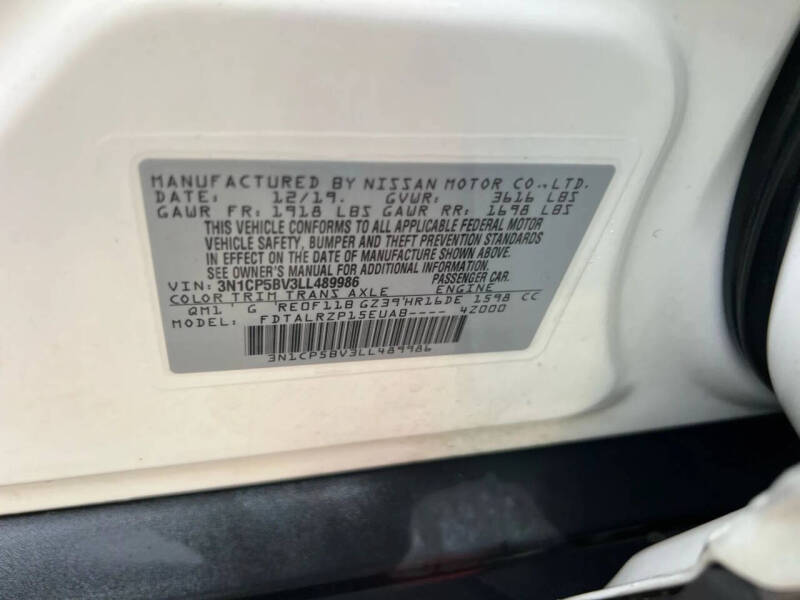 MANUFACTURED BY NISSAN MOTOR CO.,LTD.
DATE: 12/19. GVWR: 3616 LBS
GAWR FR: 1918 LBS GAWR RR: 1698 LBS
THIS VEHICLE CONFORMS TO ALL APPLICABLE FEDERAL MOTOR
VEHICLE SAFETY, BUMPER AND THEFT PREVENTION STANDARDS
IN EFFECT ON THE DATE OF MANUFACTURE SHOWN ABOVE.
SEE OWNER'S MANUAL FOR ADDITIONAL INFORMATION
VIN: 3N1CP5BV3LL489986 PASSENGER CAR.
COLOR TRIM TRANS AXLE ENGINE
QM1 G RE0F11B GZ39 HR16DE 1598 CC
MODEL: FDTALRZP15EUAB---- 42000
3N1CP5BV3LL489986